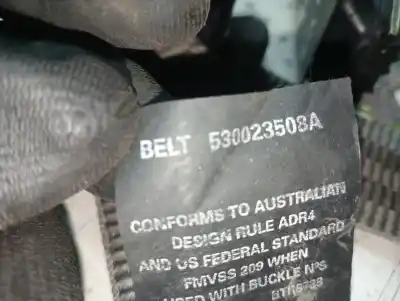 BELT 530023508A
CONFORMS TO AUSTRALIAN
DESIGN RULE ADR4
AND US FEDERAL STANDARD
FMVSS 209 WHEN
USED WITH BUCKLE NºS